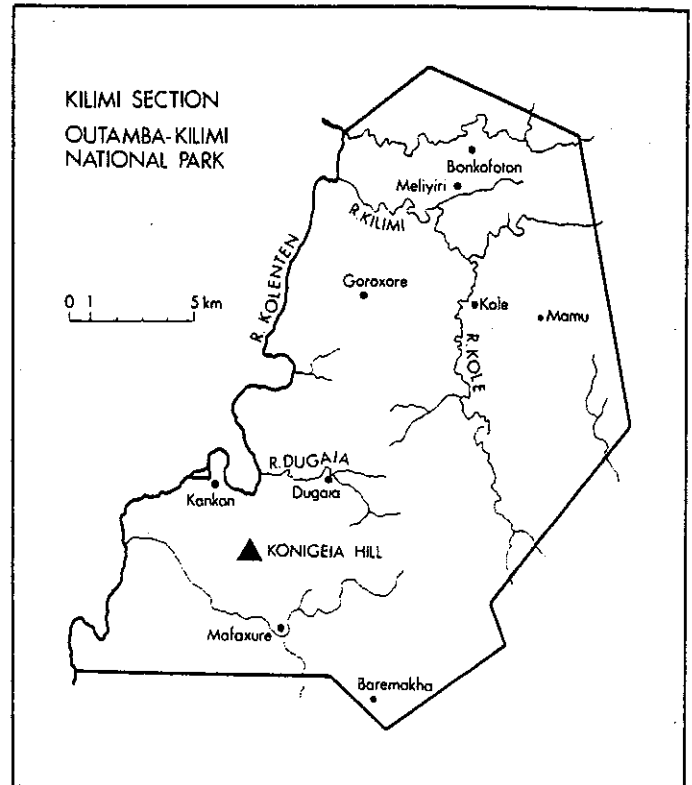 KILIMI SECTION
OUTAMBA-KILIMI
NATIONAL PARK
Bonkofoton
Meliyiri
R. KILIMI
R. KOLENTEN
Goroxore
0 1 5 km
Kole
Mamu
R. KOLE
R. DUGAIA
Kankan
Dugaia
KONIGEIA HILL
Mafaxure
Baremakha